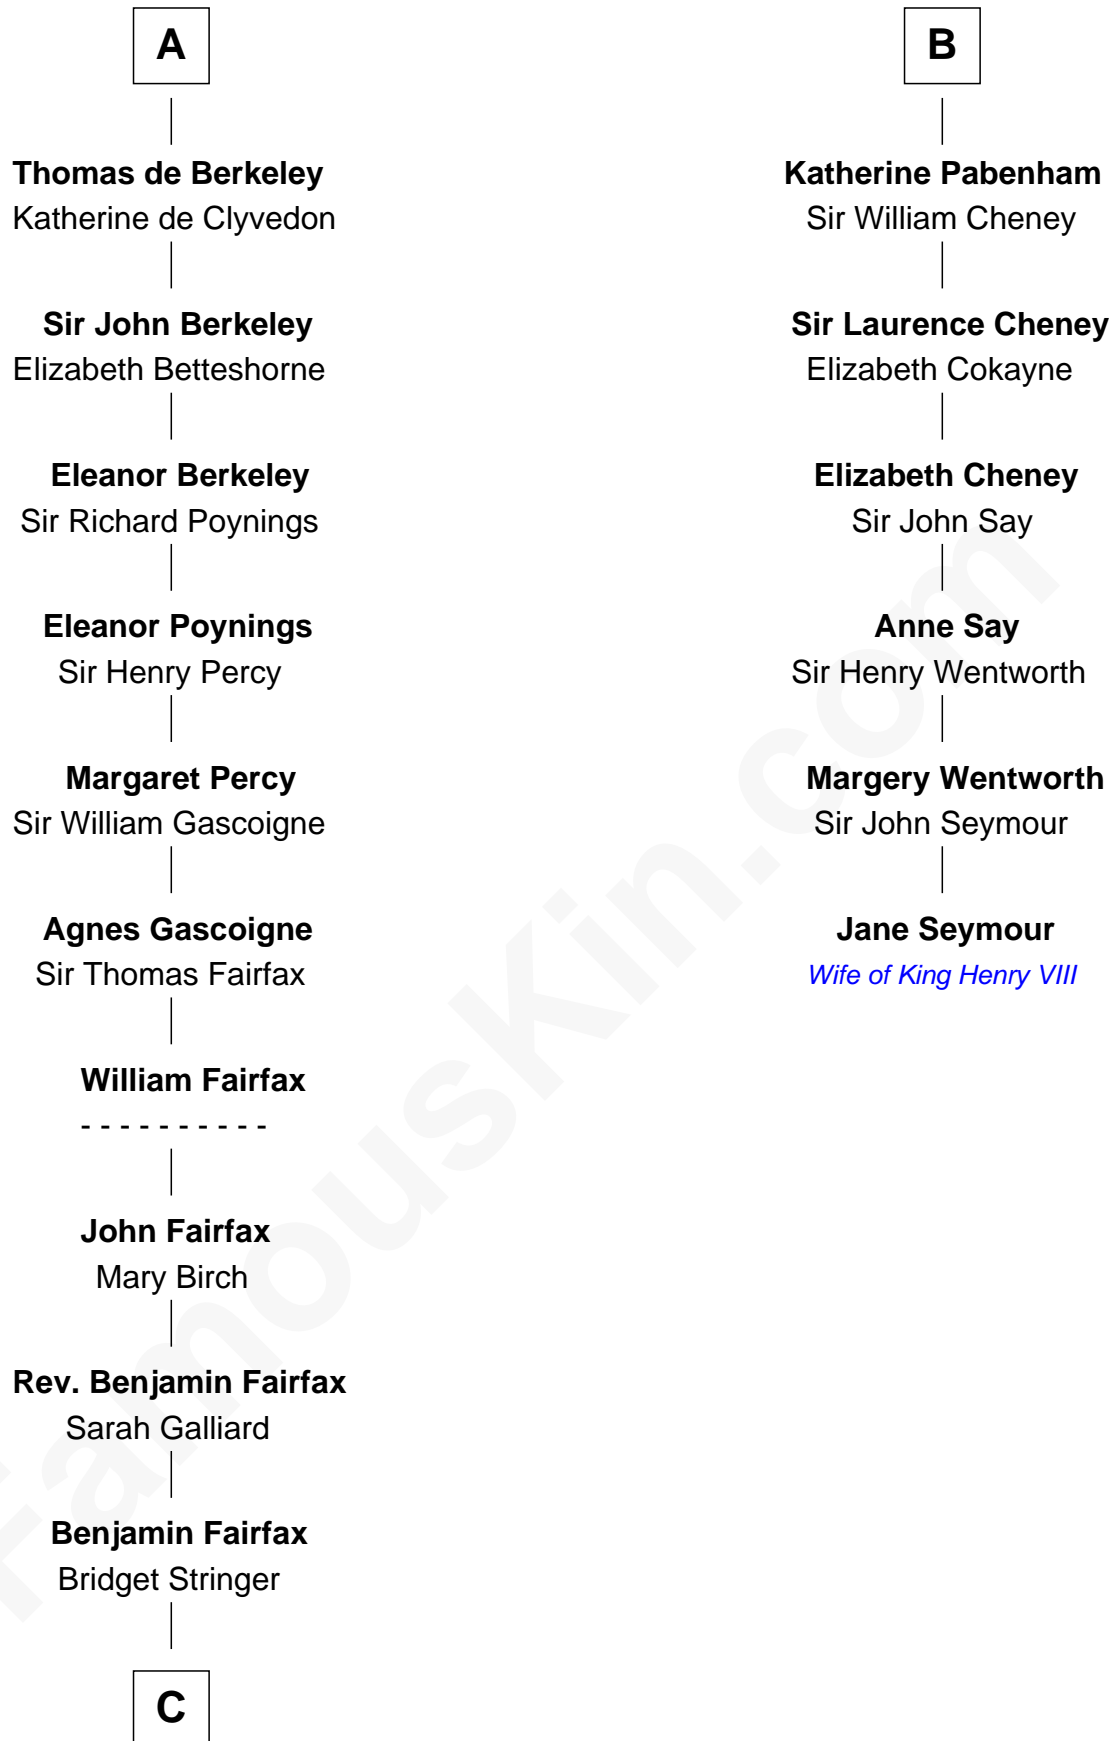 A
Thomas de Berkeley
Katherine de Clyvedon
Sir John Berkeley
Elizabeth Betteshorne
Eleanor Berkeley
Sir Richard Poynings
Eleanor Poynings
Sir Henry Percy
Margaret Percy
Sir William Gascoigne
Agnes Gascoigne
Sir Thomas Fairfax
William Fairfax
- - - - - - - - - -
John Fairfax
Mary Birch
Rev. Benjamin Fairfax
Sarah Galliard
Benjamin Fairfax
Bridget Stringer
C
B
Katherine Pabenham
Sir William Cheney
Sir Laurence Cheney
Elizabeth Cokayne
Elizabeth Cheney
Sir John Say
Anne Say
Sir Henry Wentworth
Margery Wentworth
Sir John Seymour
Jane Seymour
Wife of King Henry VIII
FamousKin.com